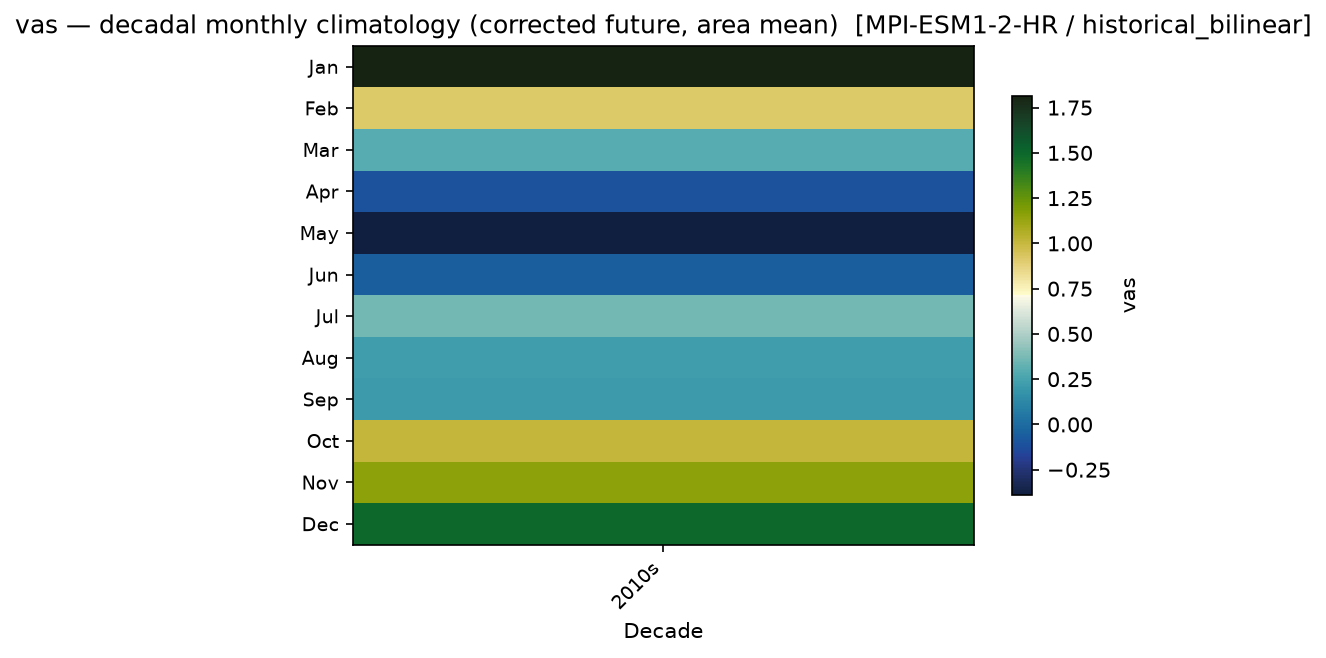 vas — decadal monthly climatology (corrected future, area mean)  [MPI-ESM1-2-HR / historical_bilinear]
Jan
Feb
Mar
Apr
May
Jun
Jul
Aug
Sep
Oct
Nov
Dec
2010s
Decade
1.75
1.50
1.25
1.00
0.75
0.50
0.25
0.00
−0.25
vas